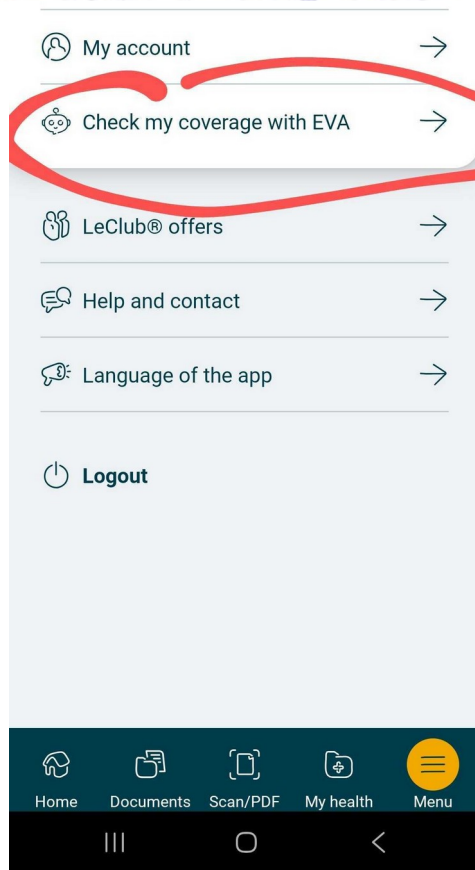 My account
Check my coverage with EVA
LeClub® offers
Help and contact
Language of the app
Logout
Home Documents Scan/PDF My health Menu